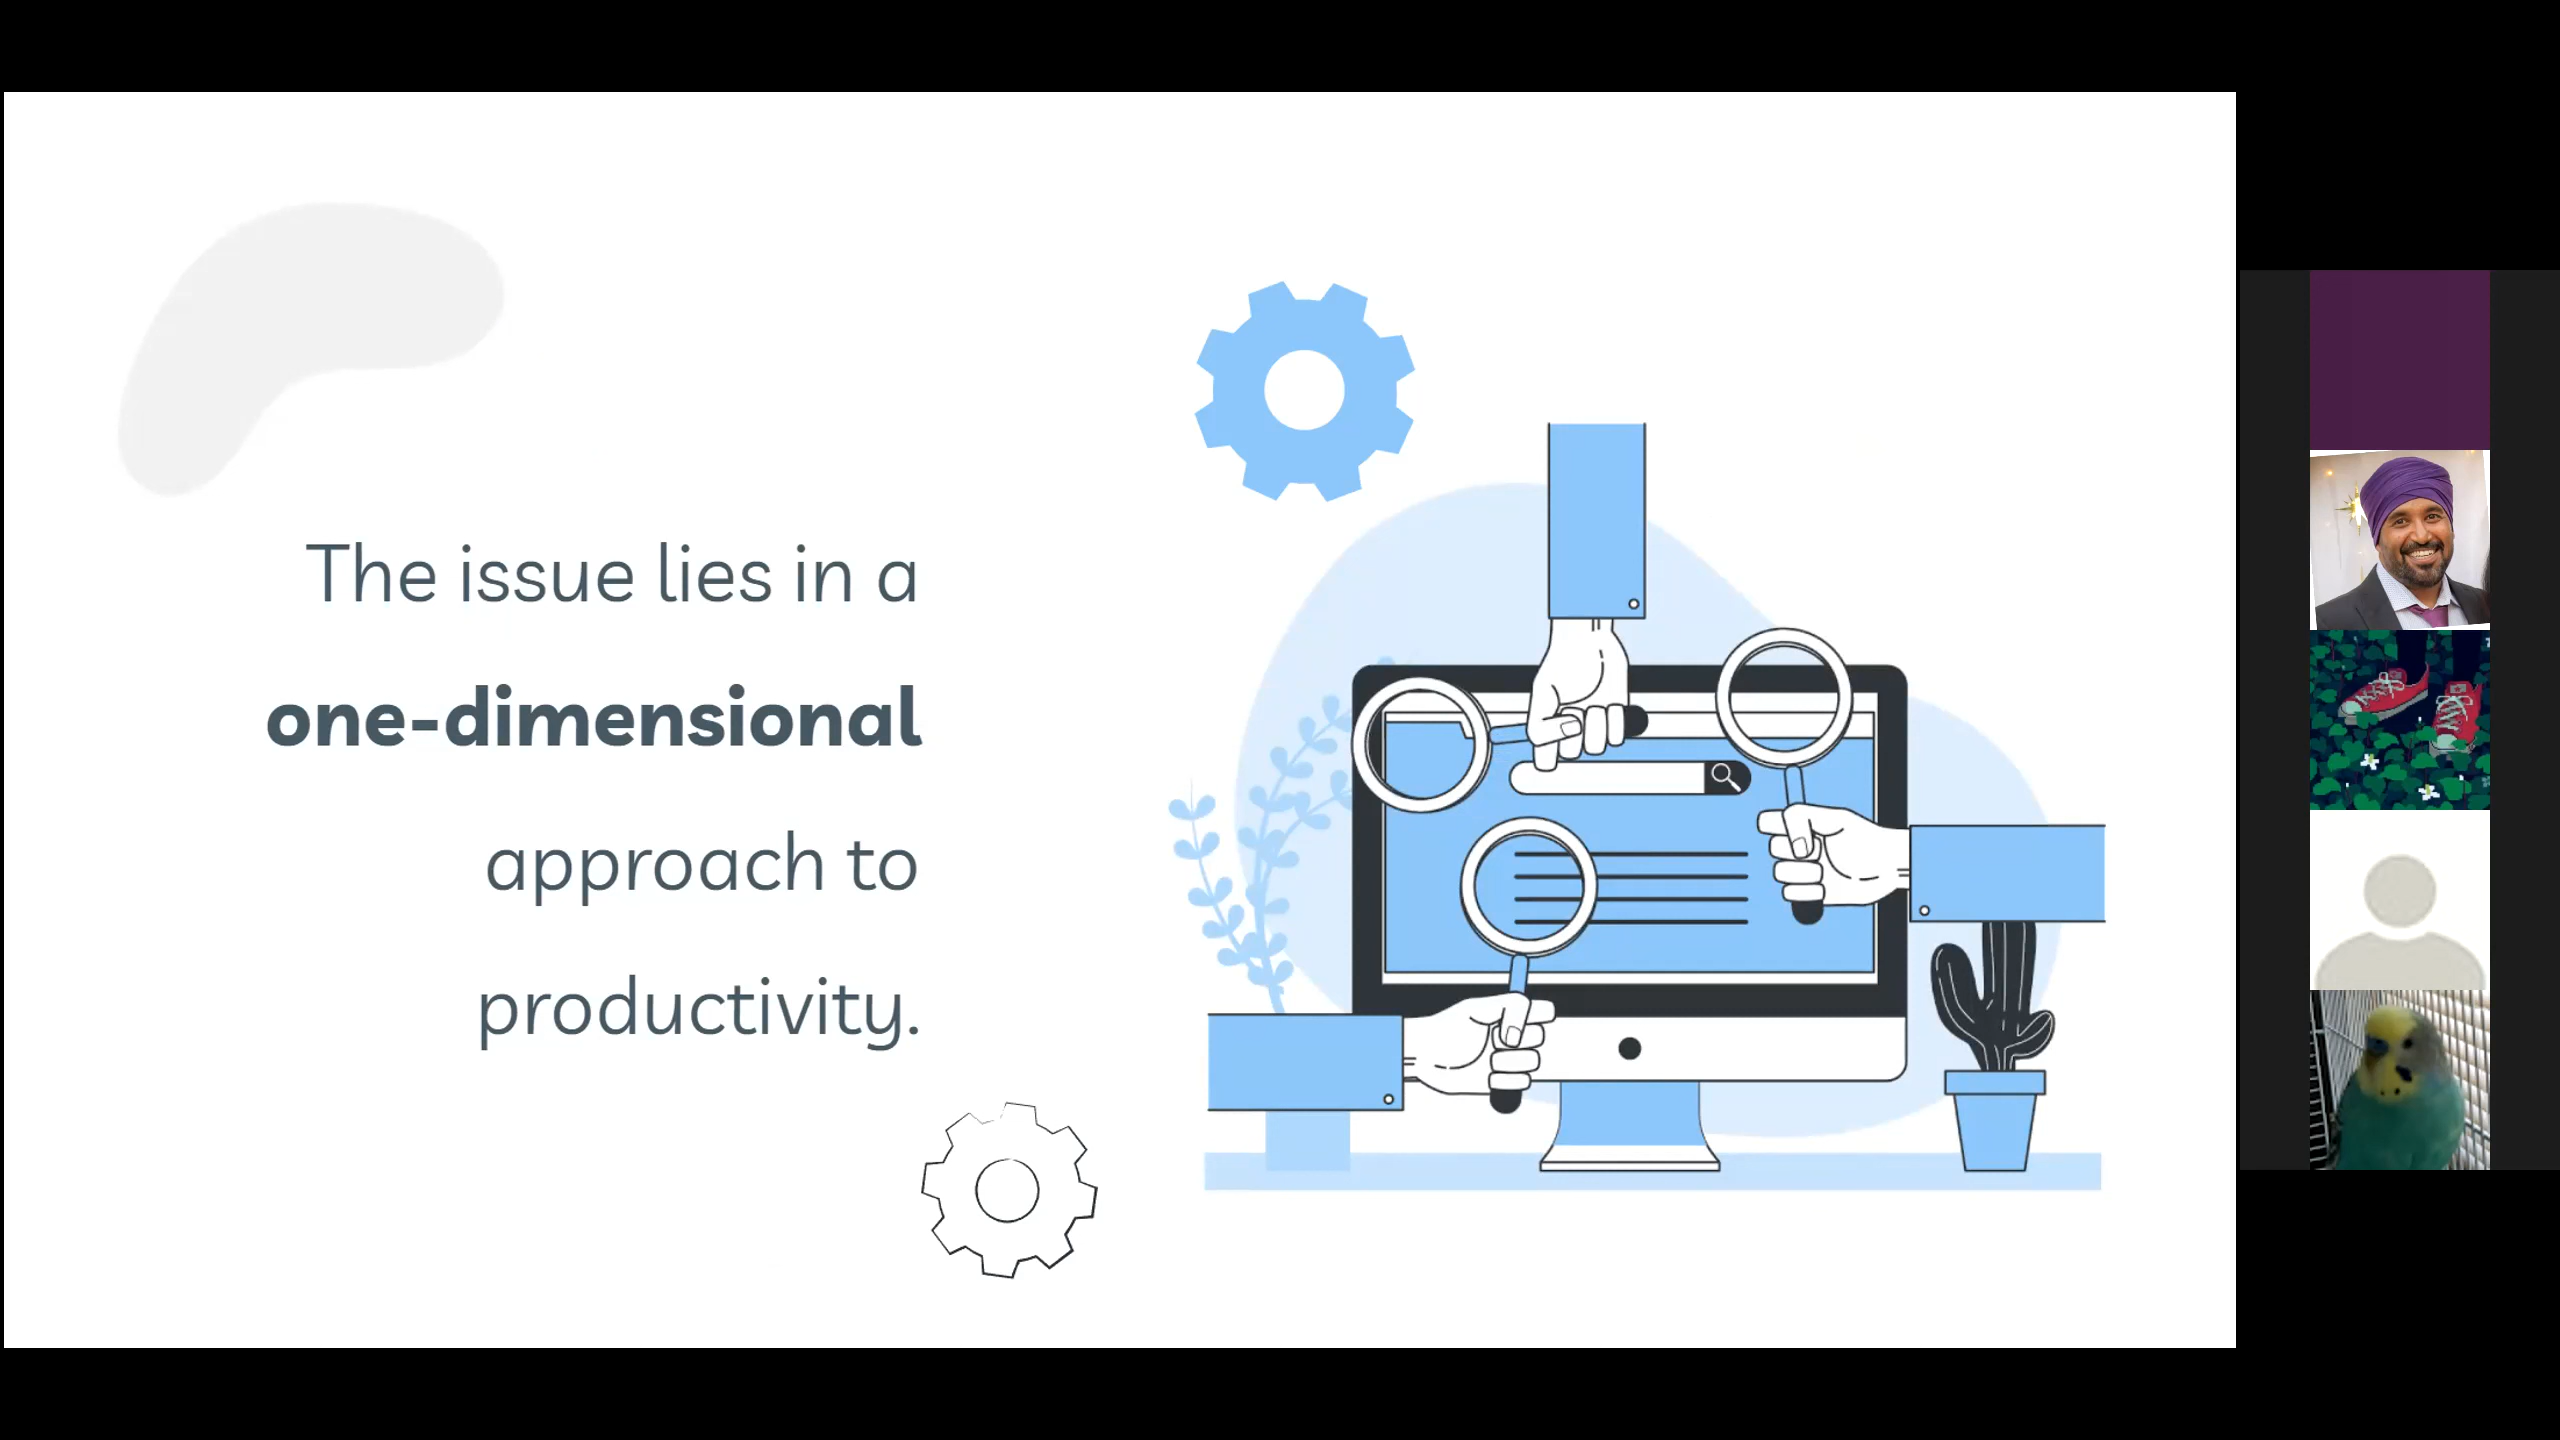 The issue lies in a
one-dimensional
approach to
productivity.